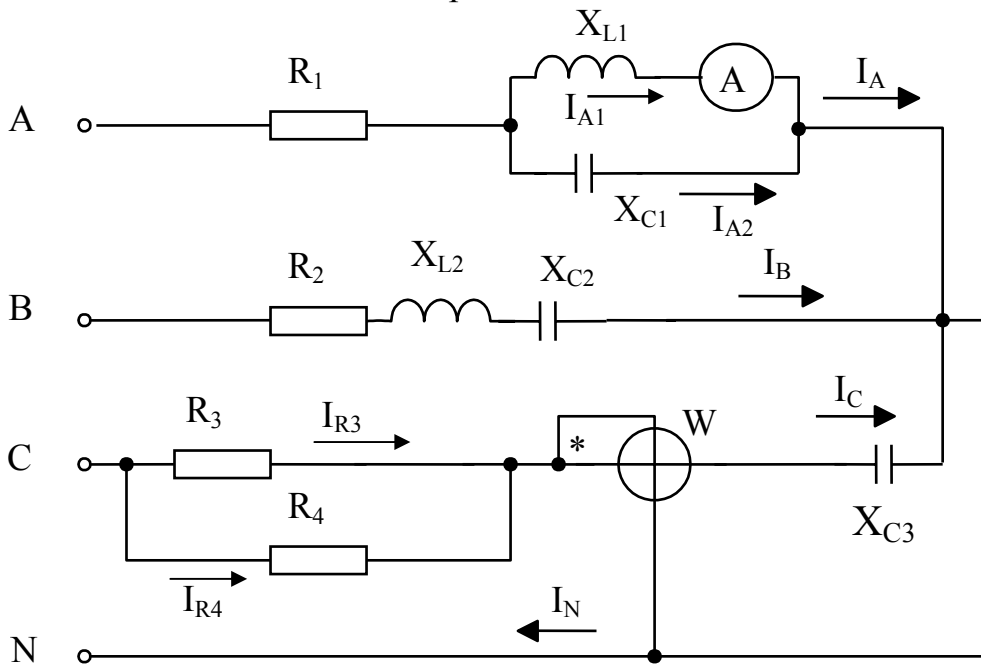 X_L1
R_1
A
I_A
A
I_A1
X_C1
I_A2
R_2
X_L2
X_C2
I_B
B
R_3
I_R3
I_C
W
*
C
R_4
X_C3
I_R4
I_N
N